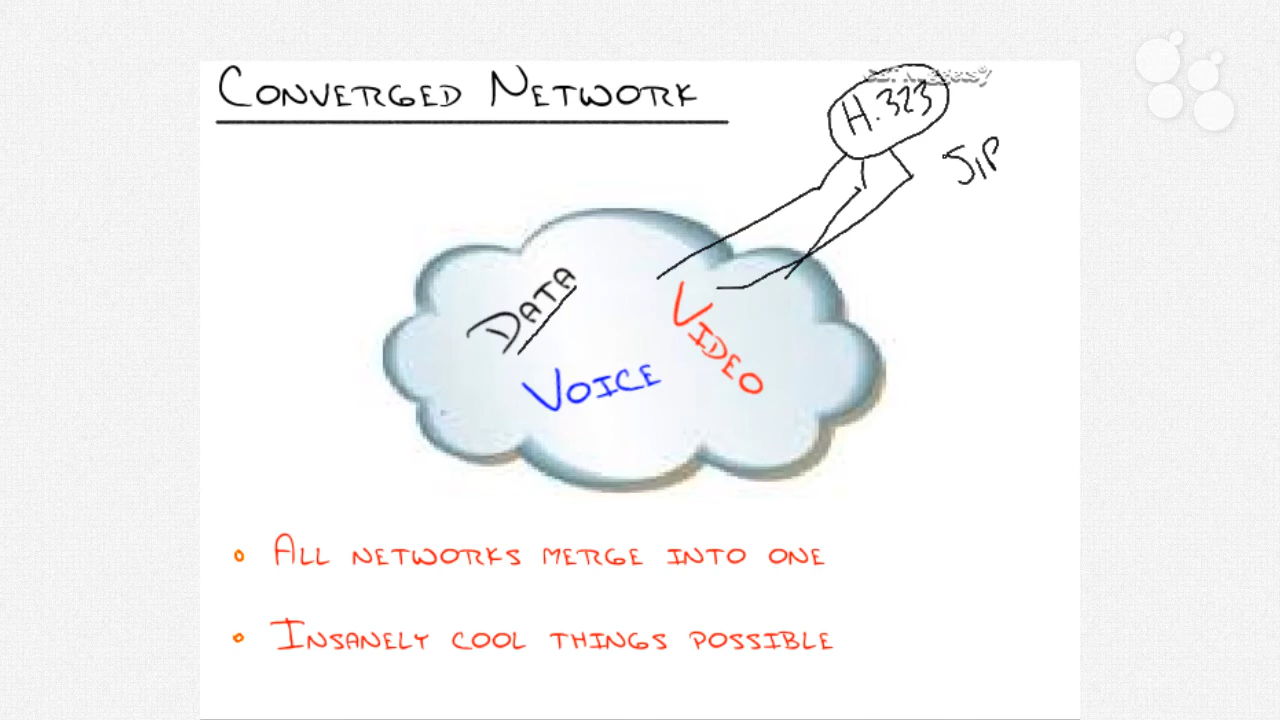 CONVERGED NETWORK
H.323
SIP
DATA
VIDEO
VOICE
ALL NETWORKS MERGE INTO ONE
INSANELY COOL THINGS POSSIBLE